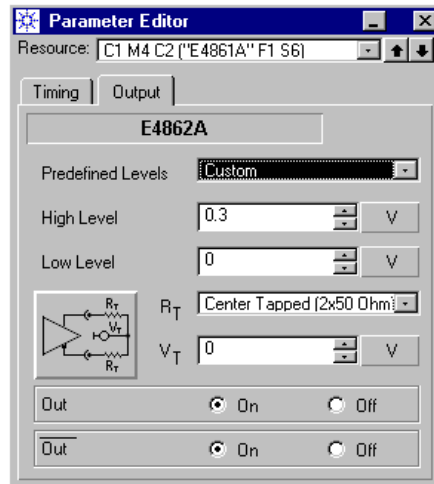 Parameter Editor
Resource: C1 M4 C2 ("E4861A" F1 S6)
Timing Output
E4862A
Predefined Levels Custom
High Level 0.3 V
Low Level 0 V
RT VT RT
RT Center Tapped (2x50 Ohm)
VT 0 V
Out On Off
Out On Off